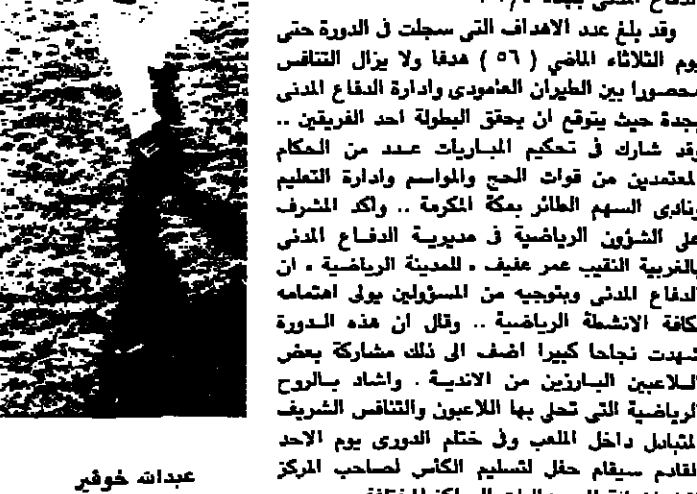 وقد بلغ عدد الاهداف التى سجلت فى الدورة حتى
يوم الثلاثاء الماضي ( ٥٦ ) هدفا ولا يزال التنافس
محصورا بين الطيران العامودى وادارة الدفاع المدنى
بجدة حيث يتوقع ان يحقق البطولة احد الفريقين ..
وقد شارك فى تحكيم المباريات عدد من الحكام
المعتمدين من قوات الحج والمواسم وادارة التعليم
ونادى السهم الطائر بمكة المكرمة .. واكد المشرف
على الشؤون الرياضية فى مديرية الدفاع المدنى
بالغربية النقيب عمر عفيف ، للمدينة الرياضية ، ان
الدفاع المدنى وبتوجيه من المسؤولين يولى اهتمامه
بكافة الانشطة الرياضية .. وقال ان هذه الدورة
شهدت نجاحا كبيرا اضف الى ذلك مشاركة بعض
اللاعبين البارزين من الاندية . واشاد بالروح
الرياضية التى تحلى بها اللاعبون والتنافس الشريف
المتبادل داخل الملعب وفى ختام الدورى يوم الاحد
القادم سيقام حفل لتسليم الكأس لصاحب المركز
عبدالله خوقير